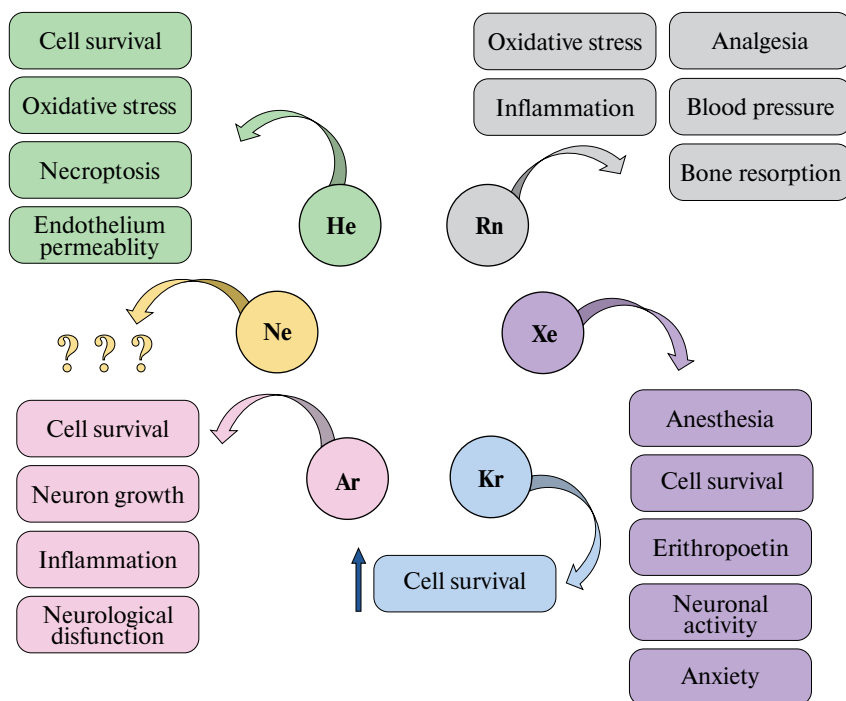 Cell survival
Oxidative stress
Necroptosis
Endothelium
permeablity
He
Oxidative stress
Inflammation
Analgesia
Blood pressure
Bone resorption
Rn
Ne
? ? ?
Xe
Cell survival
Neuron growth
Inflammation
Neurological
disfunction
Ar
Kr
Cell survival
Anesthesia
Cell survival
Erithropoetin
Neuronal
activity
Anxiety